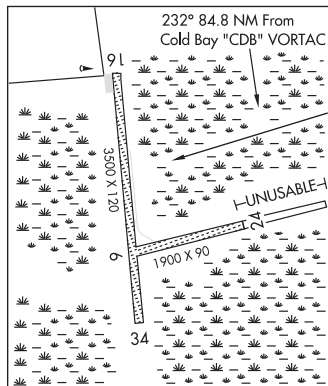 232° 84.8 NM From
Cold Bay "CDB" VORTAC
16
3500 X 120
UNUSABLE
24
6
1900 X 90
34